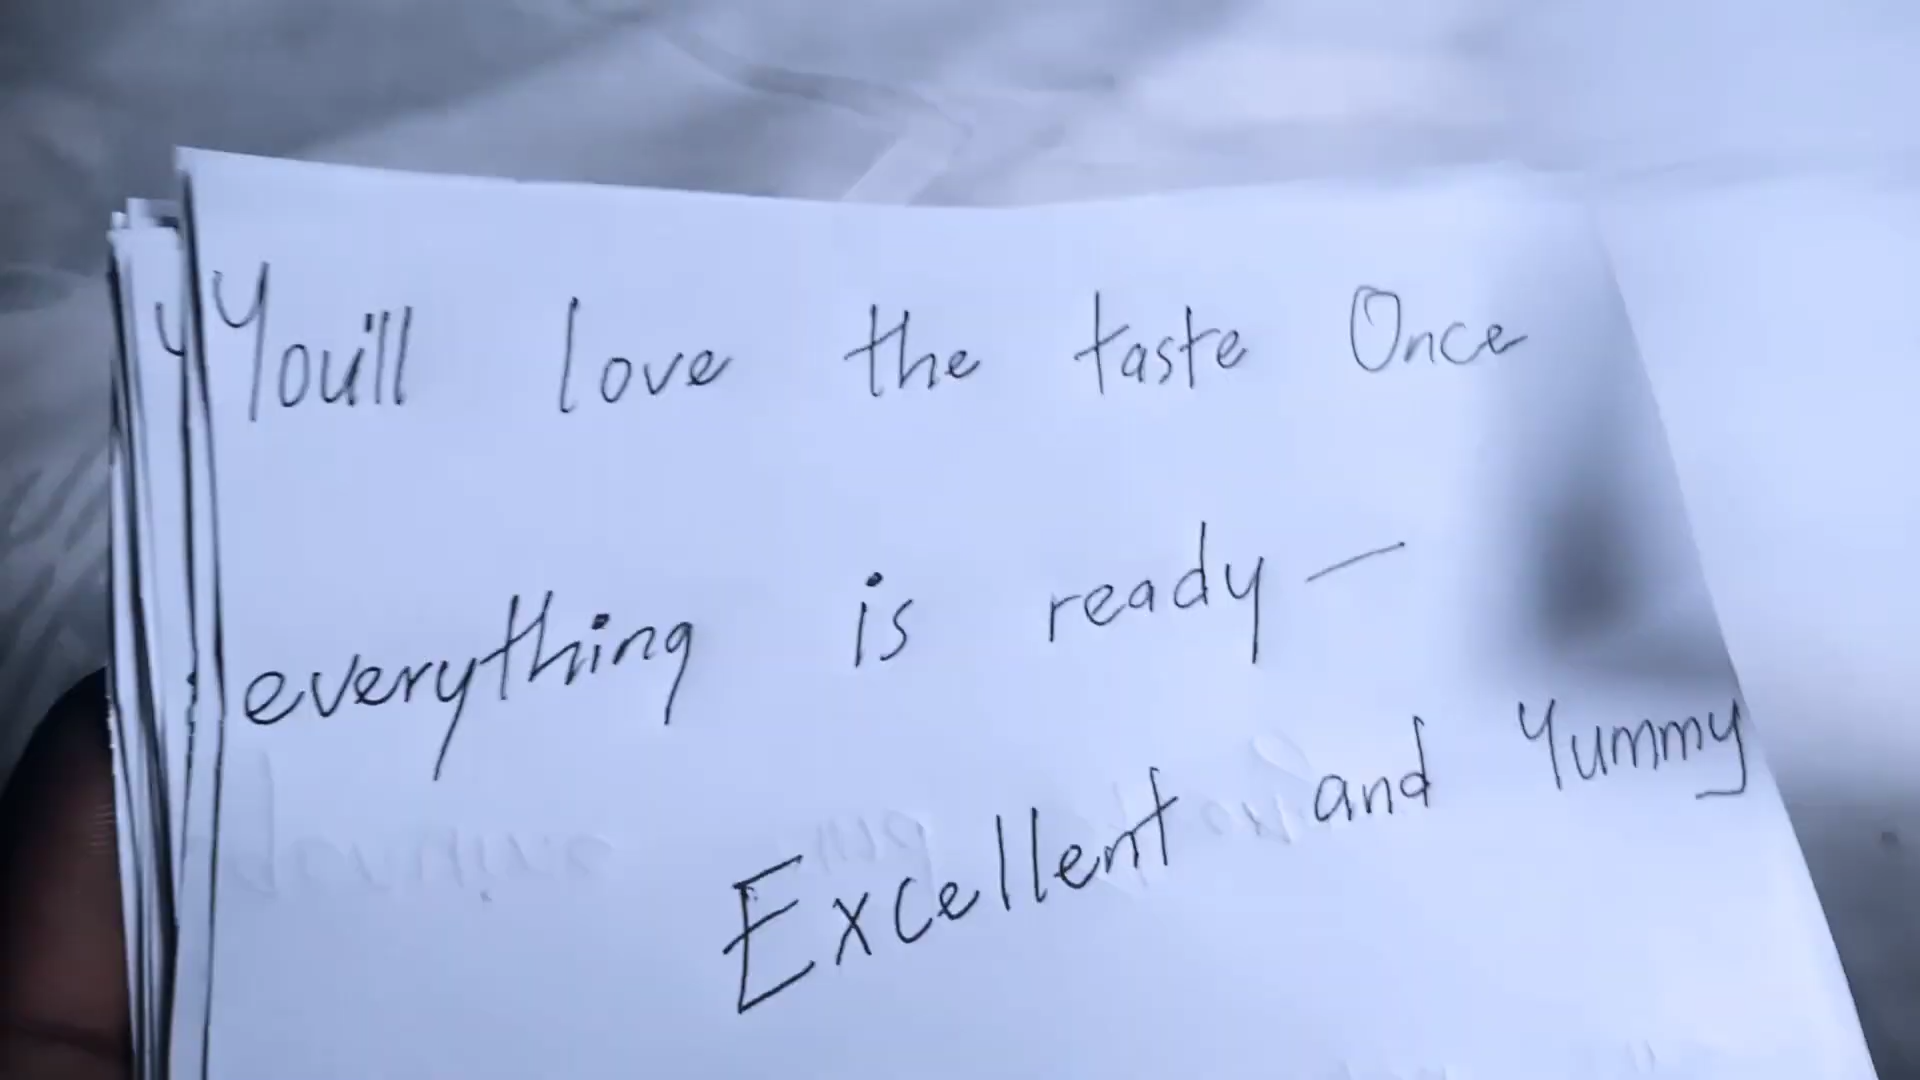 You'll love the taste Once
everything is ready —
Excellent and Yummy